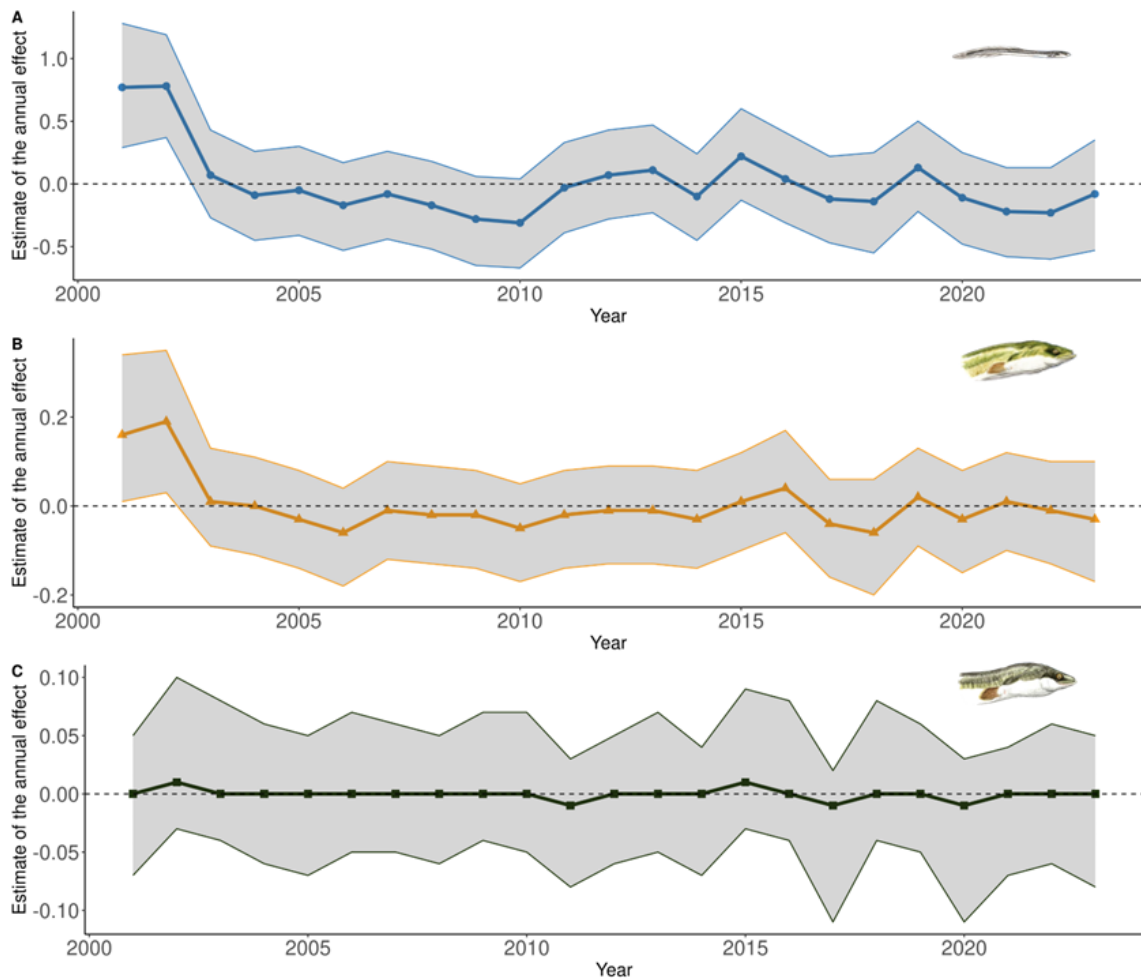 A
Estimate of the annual effect
1.0
0.5
0.0
-0.5
2000 2005 2010 2015 2020
Year
B
Estimate of the annual effect
0.2
0.0
-0.2
2000 2005 2010 2015 2020
Year
C
Estimate of the annual effect
0.10
0.05
0.00
-0.05
-0.10
2000 2005 2010 2015 2020
Year